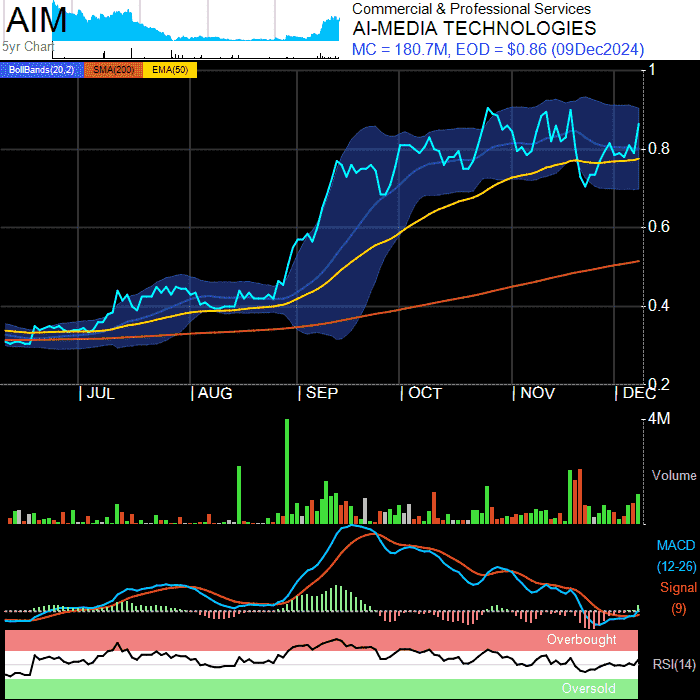 AIM
5yr Chart
Commercial & Professional Services
AI-MEDIA TECHNOLOGIES
MC = 180.7M, EOD = $0.86 (09Dec2024)
BollBands(20,2) SMA(200) EMA(50)
1
0.8
0.6
0.4
0.2
JUL AUG SEP OCT NOV DEC
4M
Volume
MACD
(12-26)
Signal
(9)
Overbought
RSI(14)
Oversold